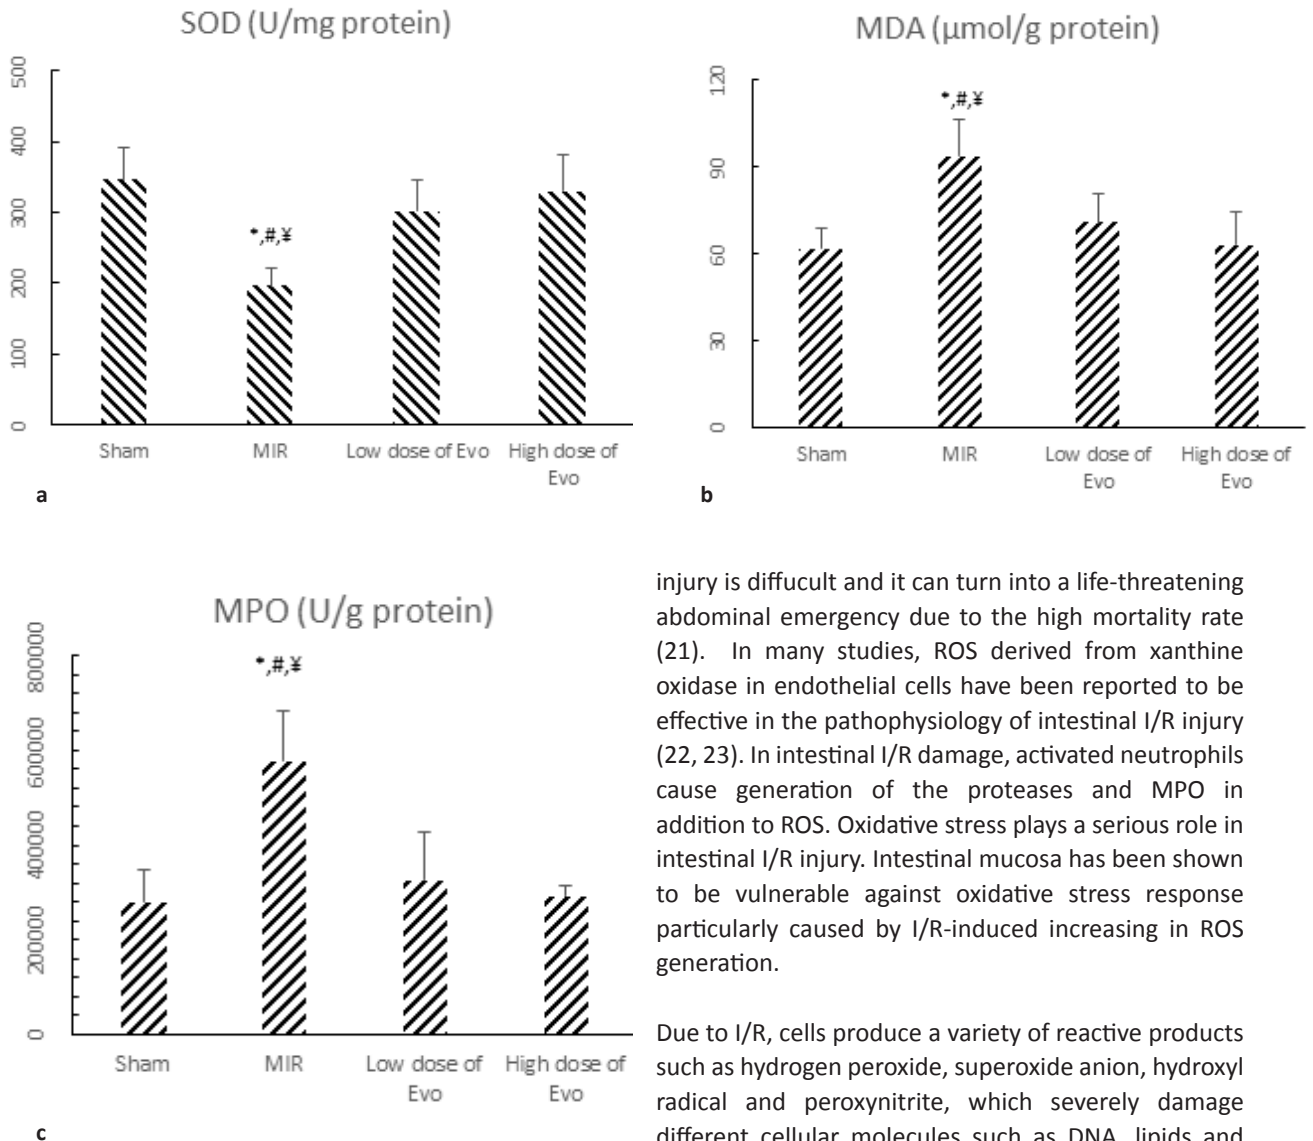 SOD (U/mg protein)
500
400
300
200
100
0
*,#,¥
Sham
MIR
Low dose of Evo
High dose of
Evo
a
MDA (µmol/g protein)
120
90
60
30
0
*,#,¥
Sham
MIR
Low dose of
Evo
High dose of
Evo
b
MPO (U/g protein)
800000
600000
400000
200000
0
*,#,¥
Sham
MIR
Low dose of
Evo
High dose of
Evo
c
injury is diffucult and it can turn into a life-threatening
abdominal emergency due to the high mortality rate
(21). In many studies, ROS derived from xanthine
oxidase in endothelial cells have been reported to be
effective in the pathophysiology of intestinal I/R injury
(22, 23). In intestinal I/R damage, activated neutrophils
cause generation of the proteases and MPO in
addition to ROS. Oxidative stress plays a serious role in
intestinal I/R injury. Intestinal mucosa has been shown
to be vulnerable against oxidative stress response
particularly caused by I/R-induced increasing in ROS
generation.
Due to I/R, cells produce a variety of reactive products
such as hydrogen peroxide, superoxide anion, hydroxyl
radical and peroxynitrite, which severely damage
different cellular molecules such as DNA, lipids and